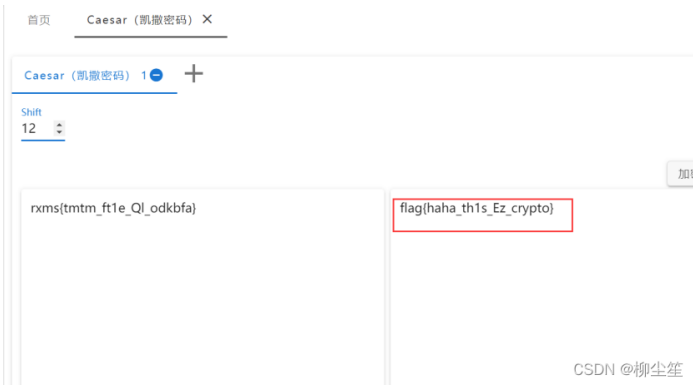 首页 Caesar（凯撒密码） ×
Caesar（凯撒密码） 1
Shift
12
rxms{tmtm_ft1e_Ql_odkbfa} flag{haha_th1s_Ez_crypto}
CSDN @柳尘笙